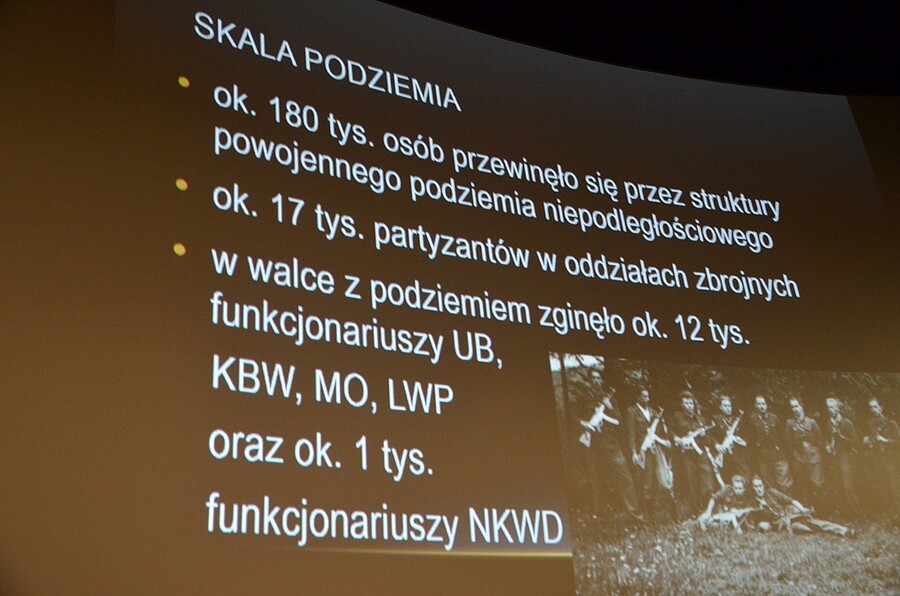 SKALA PODZIEMIA
ok. 180 tys. osób przewinęło się przez struktury
powojennego podziemia niepodległościowego
ok. 17 tys. partyzantów w oddziałach zbrojnych
w walce z podziemiem zginęło ok. 12 tys.
funkcjonariuszy UB,
KBW, MO, LWP
oraz ok. 1 tys.
funkcjonariuszy NKWD